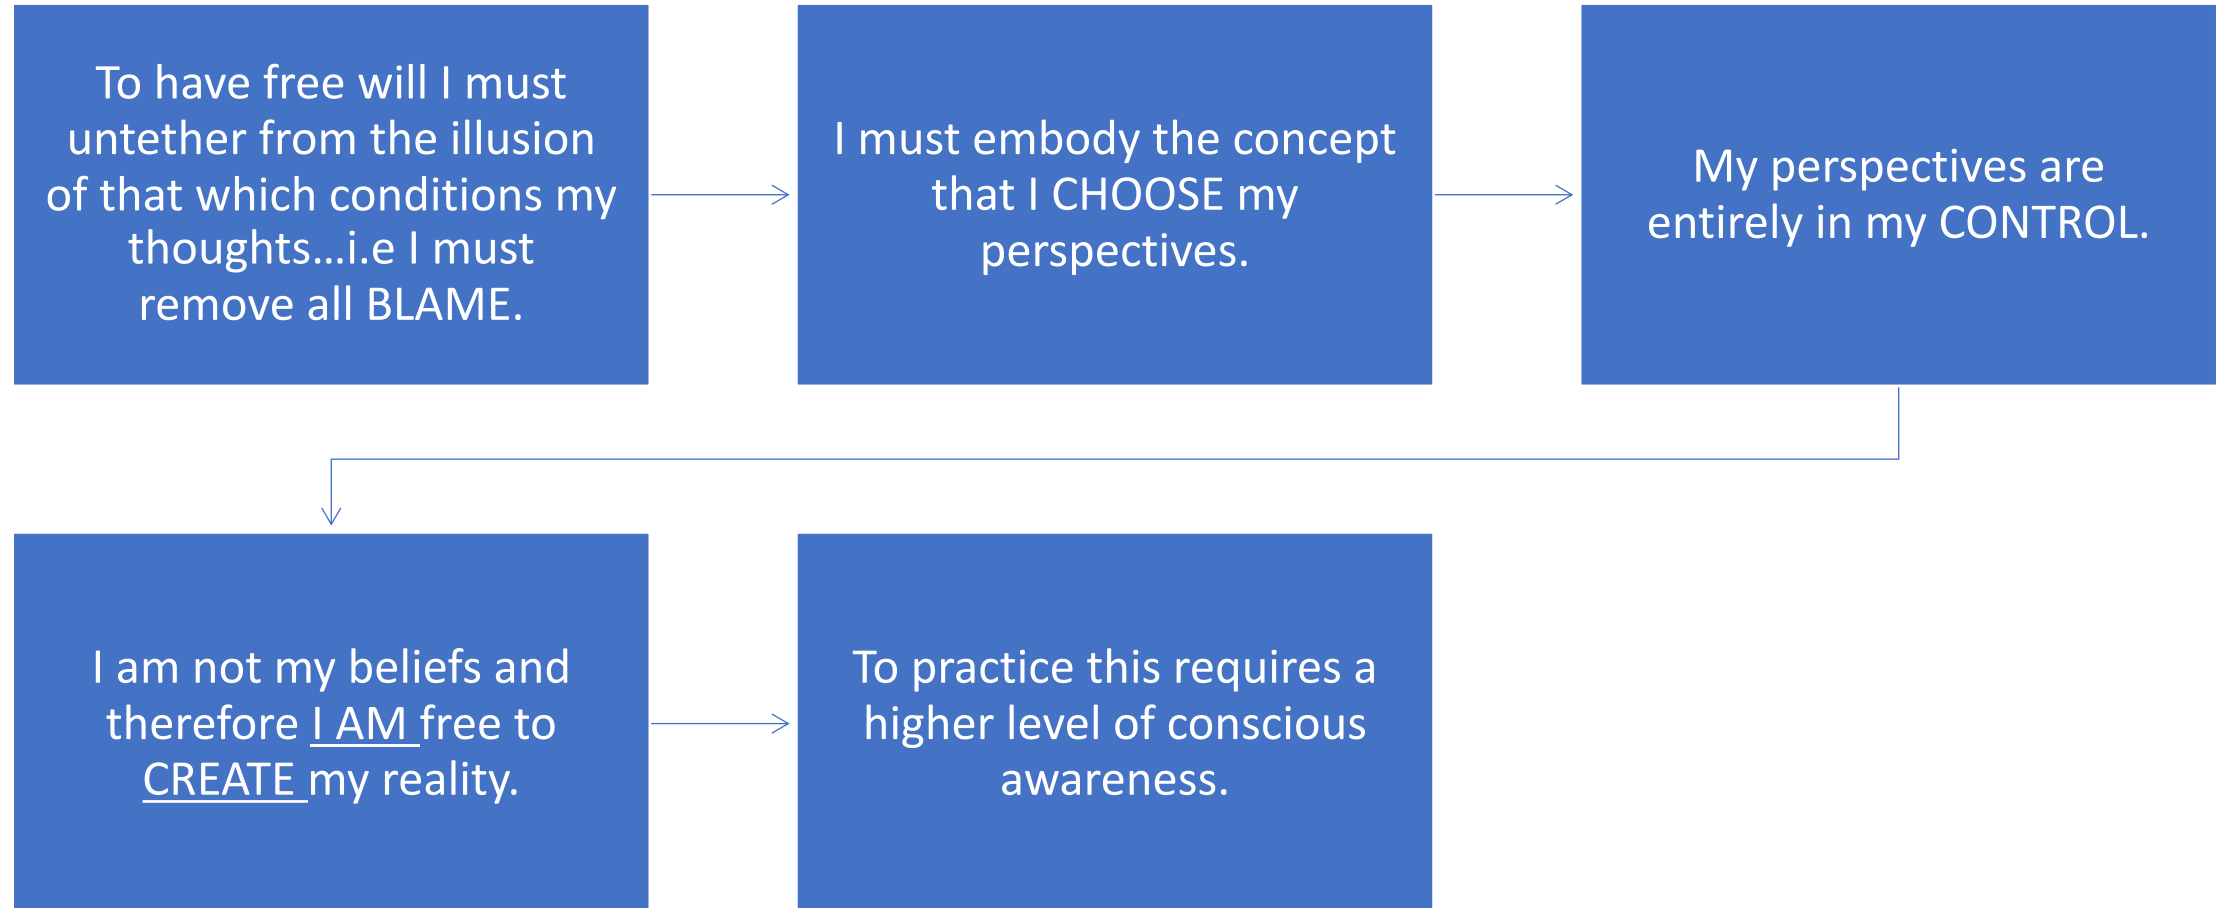 To have free will I must
untether from the illusion
of that which conditions my
thoughts...i.e I must
remove all BLAME.
I must embody the concept
that I CHOOSE my
perspectives.
My perspectives are
entirely in my CONTROL.
I am not my beliefs and
therefore I AM free to
CREATE my reality.
To practice this requires a
higher level of conscious
awareness.